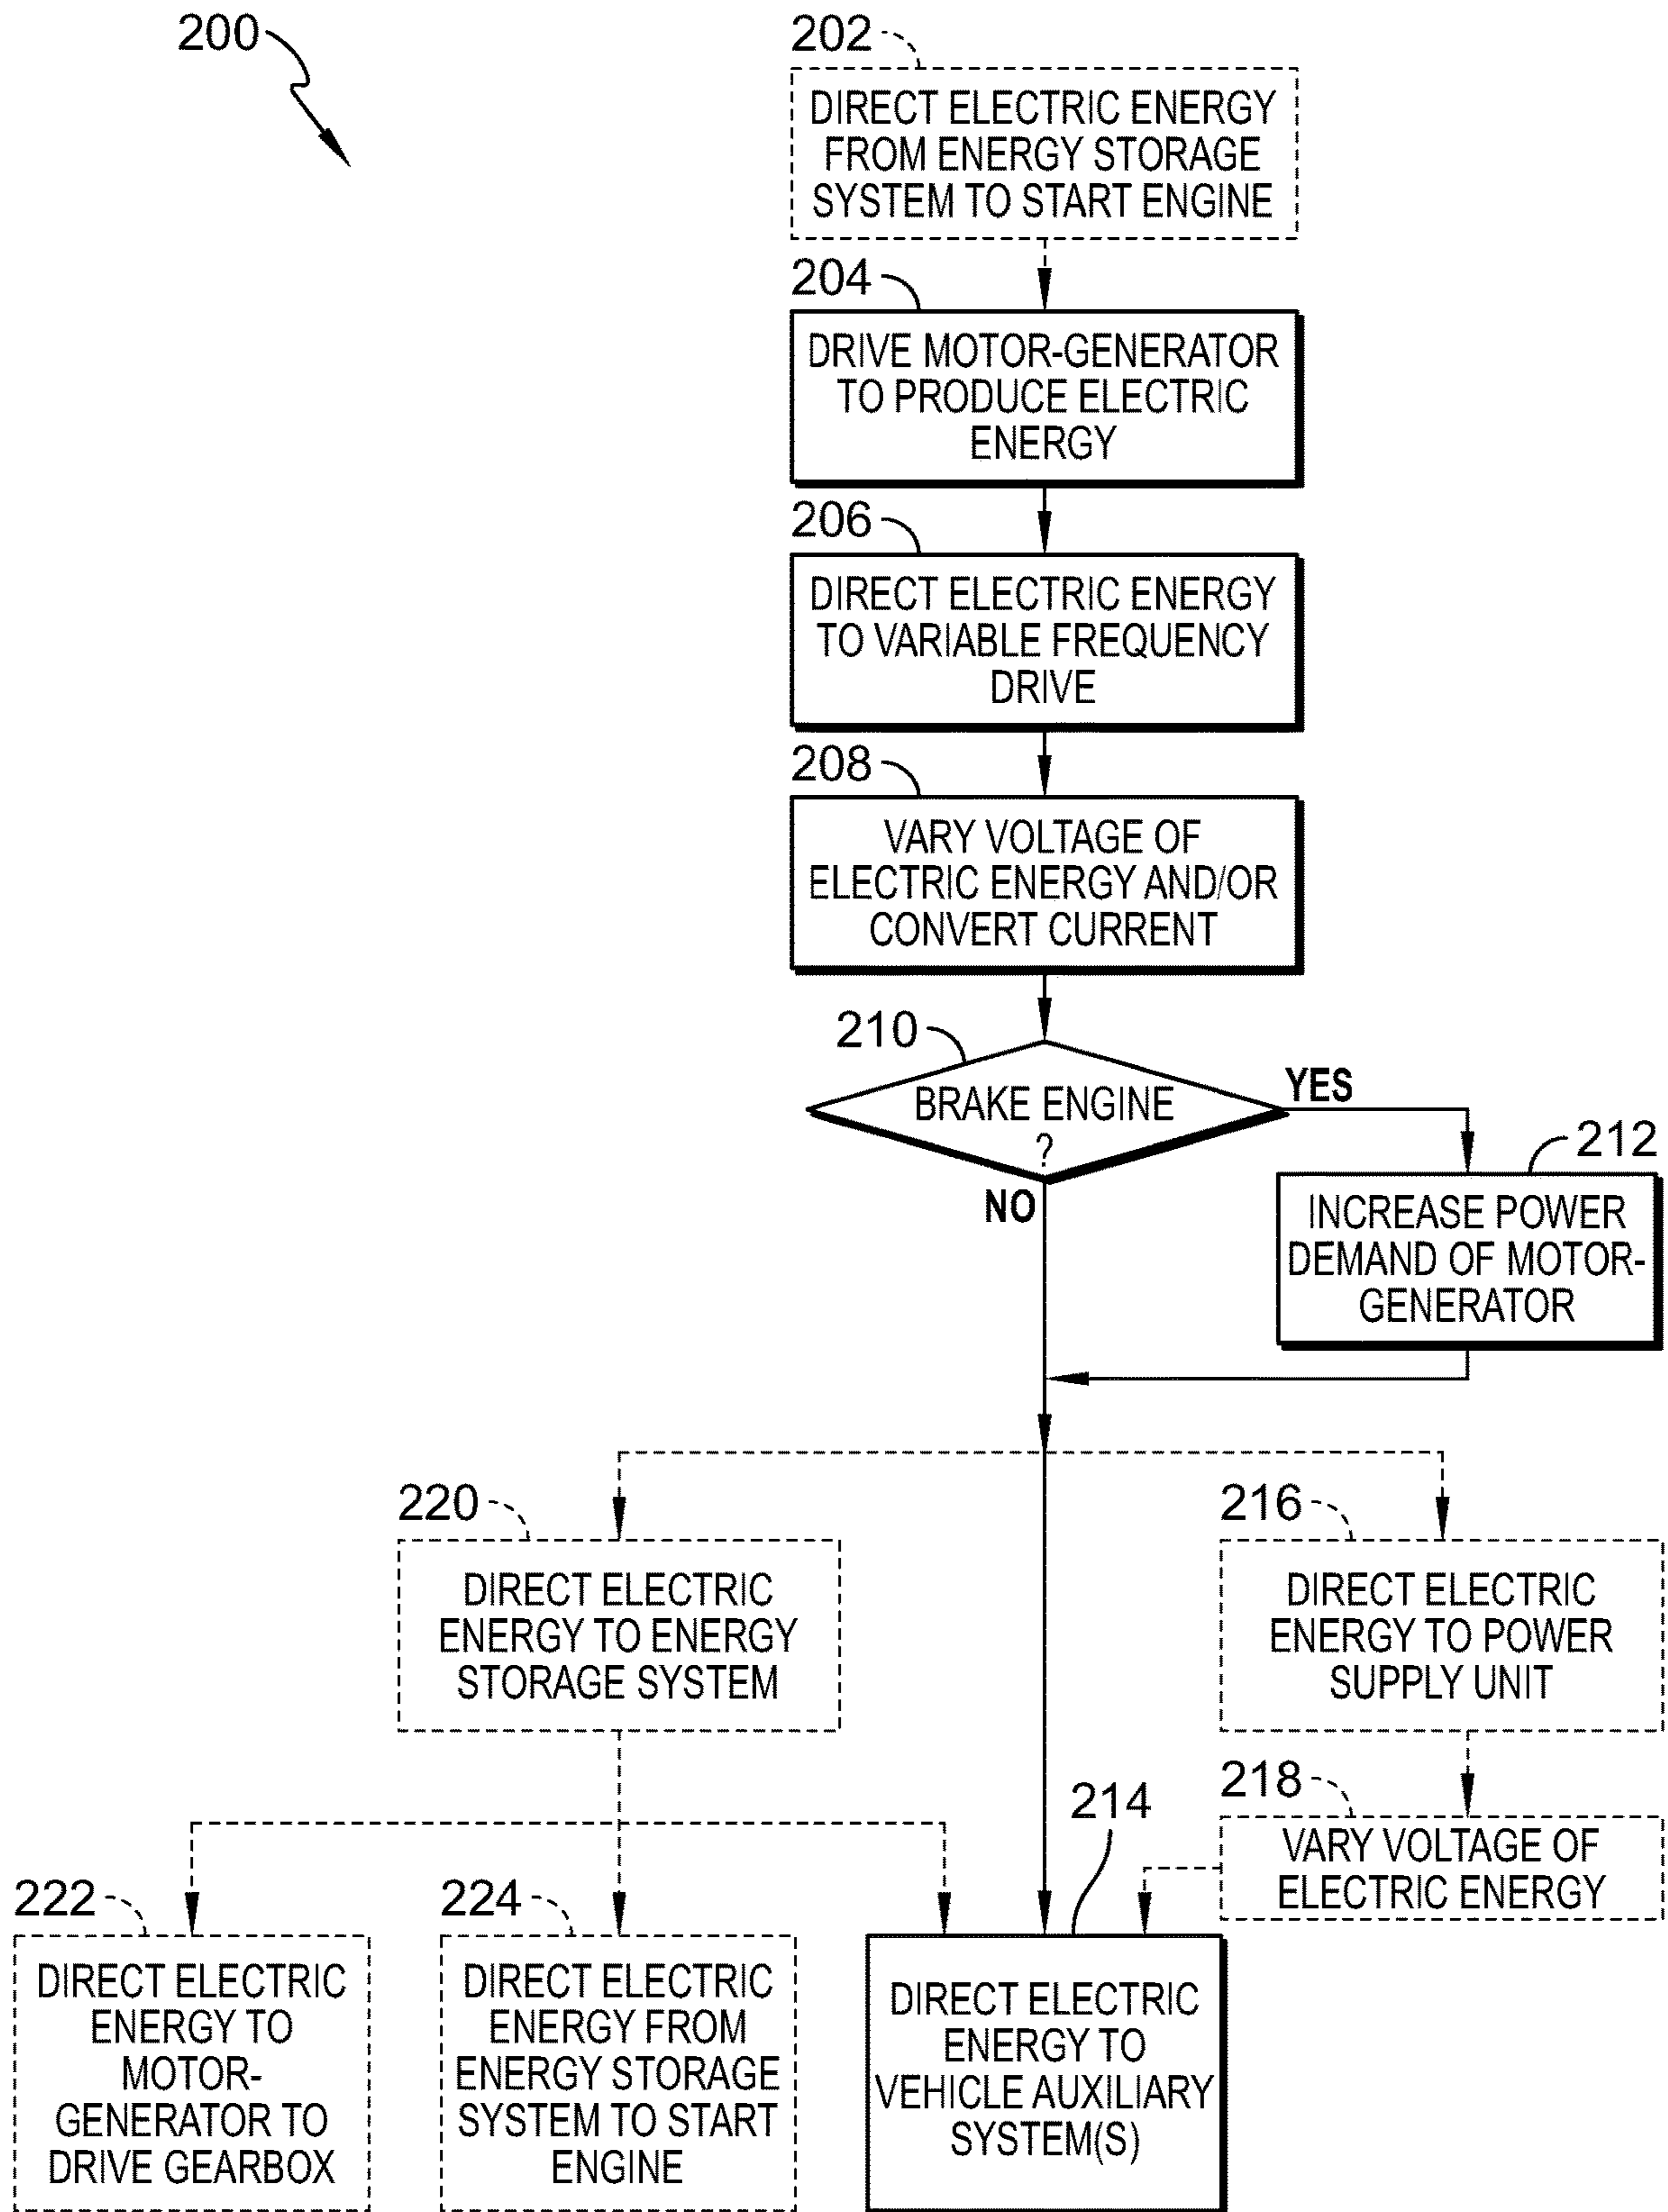 200
202
DIRECT ELECTRIC ENERGY
FROM ENERGY STORAGE
SYSTEM TO START ENGINE
204
DRIVE MOTOR-GENERATOR
TO PRODUCE ELECTRIC
ENERGY
206
DIRECT ELECTRIC ENERGY
TO VARIABLE FREQUENCY
DRIVE
208
VARY VOLTAGE OF
ELECTRIC ENERGY AND/OR
CONVERT CURRENT
210
BRAKE ENGINE
?
YES
NO
212
INCREASE POWER
DEMAND OF MOTOR-
GENERATOR
220
DIRECT ELECTRIC
ENERGY TO ENERGY
STORAGE SYSTEM
216
DIRECT ELECTRIC
ENERGY TO POWER
SUPPLY UNIT
218
VARY VOLTAGE OF
ELECTRIC ENERGY
222
DIRECT ELECTRIC
ENERGY TO
MOTOR-
GENERATOR TO
DRIVE GEARBOX
224
DIRECT ELECTRIC
ENERGY FROM
ENERGY STORAGE
SYSTEM TO START
ENGINE
214
DIRECT ELECTRIC
ENERGY TO
VEHICLE AUXILIARY
SYSTEM(S)